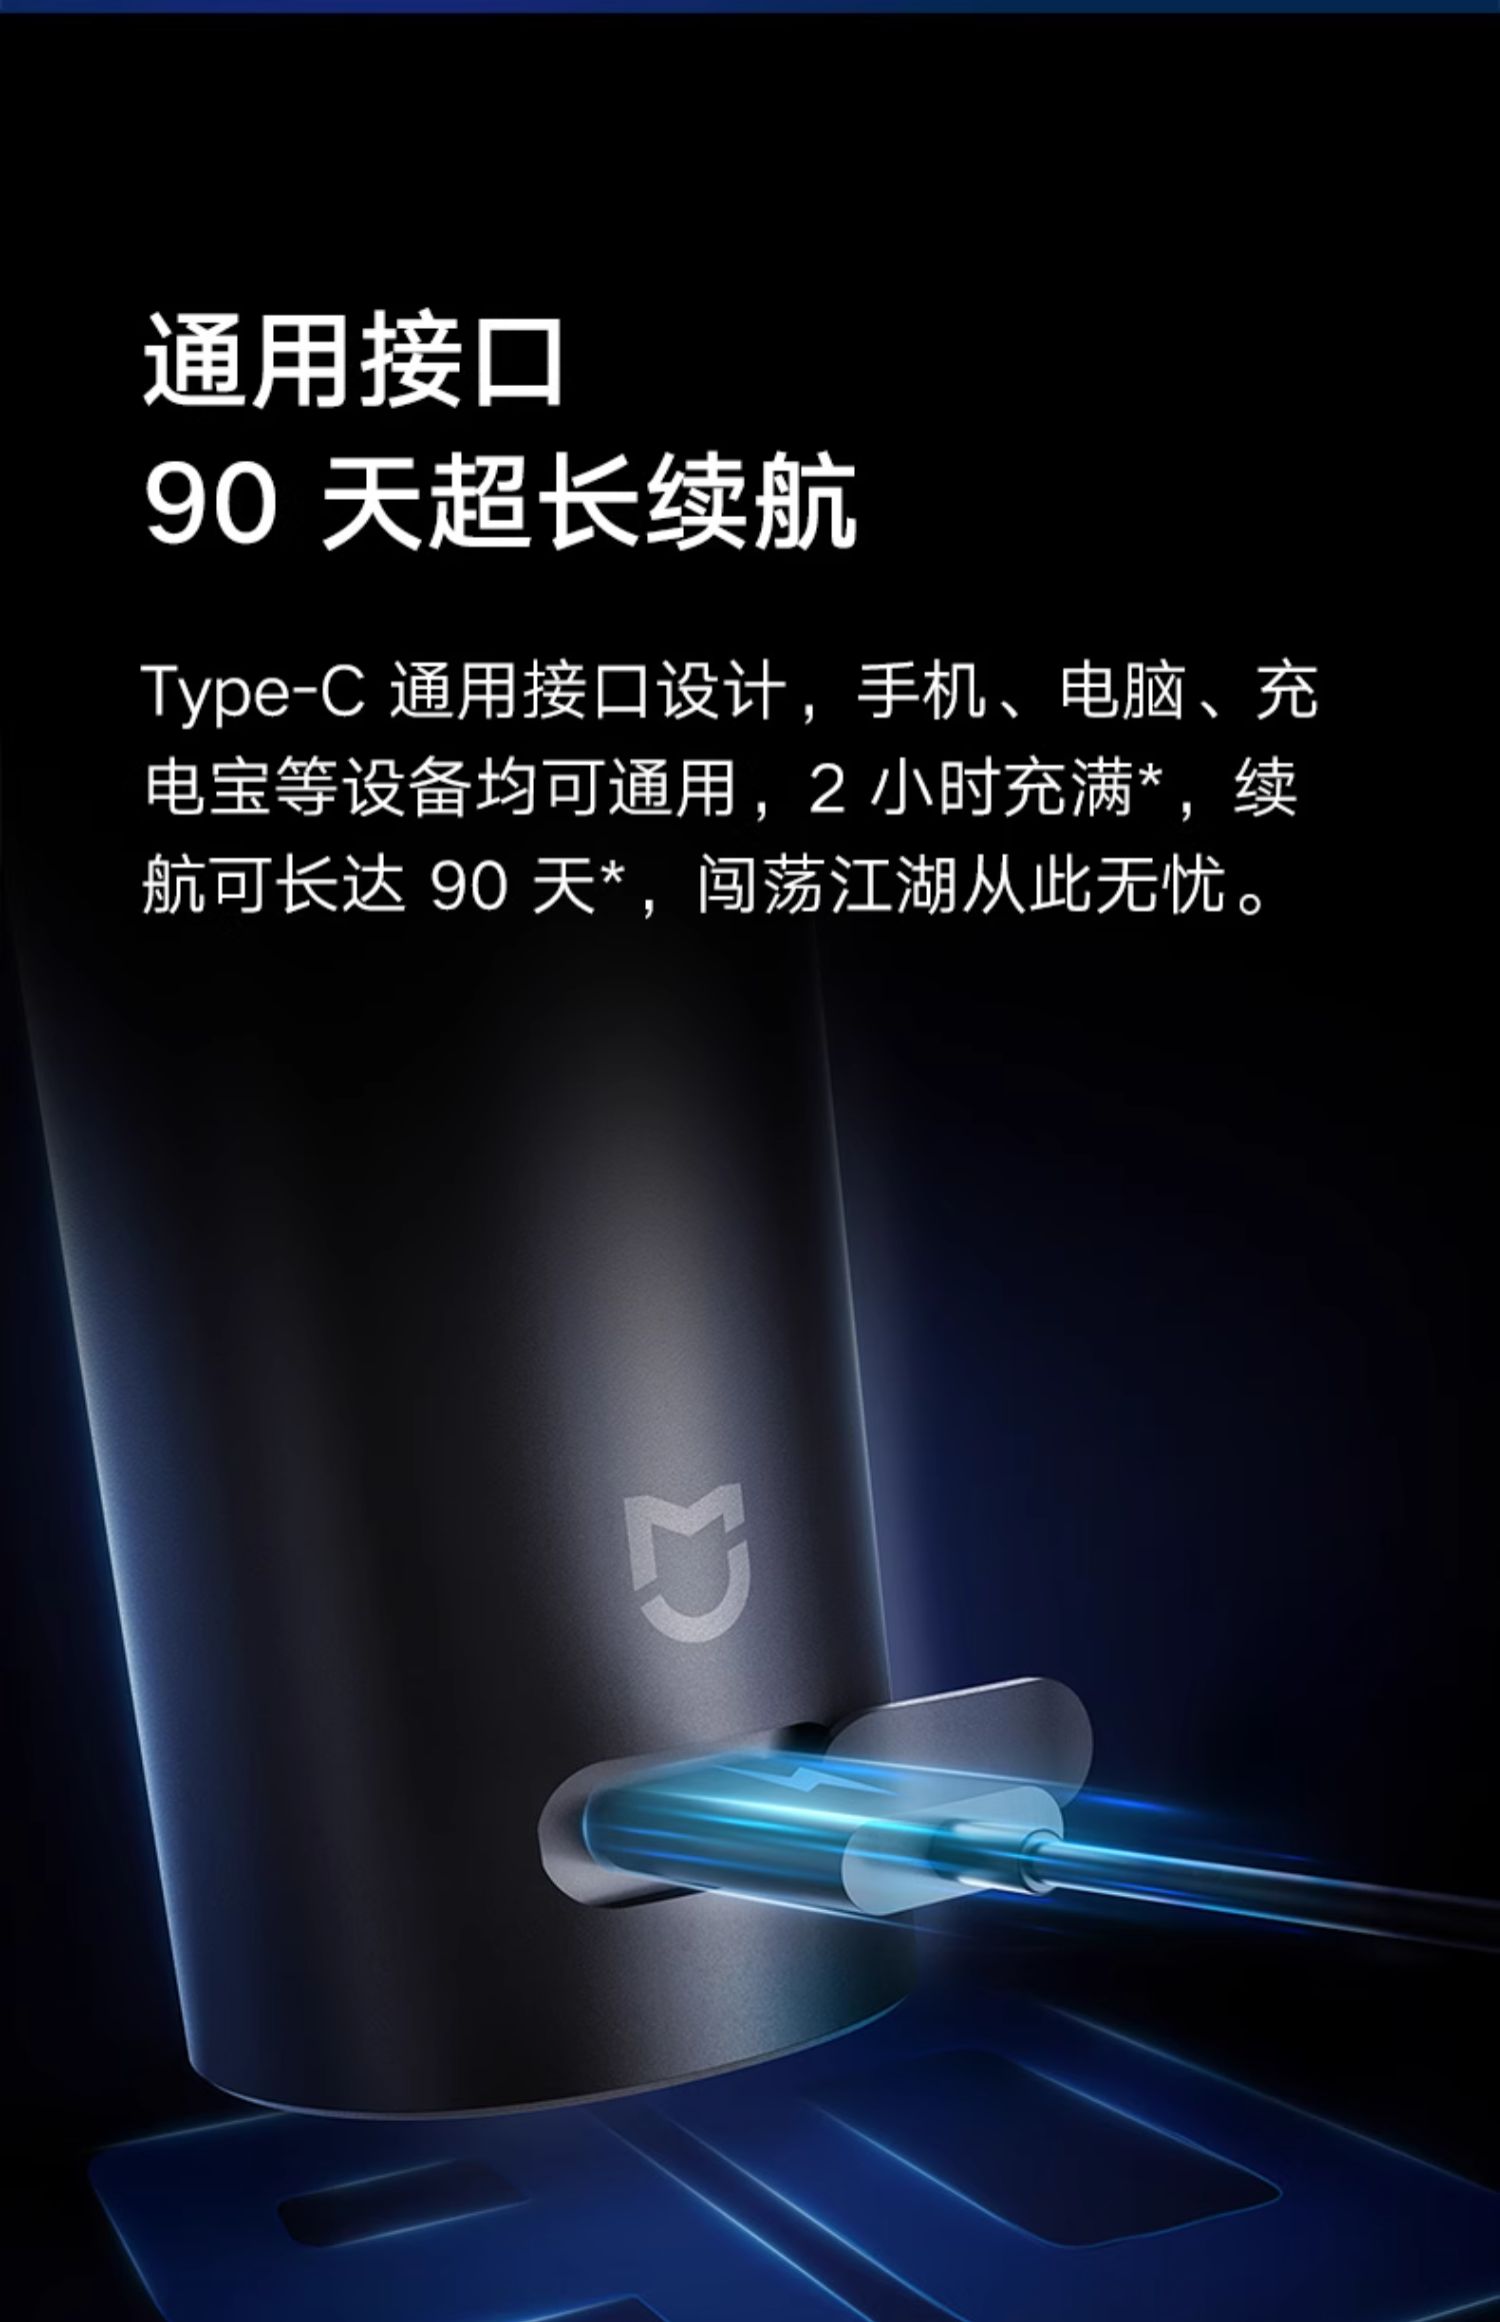 通用接口
90 天超长续航
Type-C 通用接口设计，手机、电脑、充
电宝等设备均可通用，2 小时充满*，续
航可长达 90 天*，闯荡江湖从此无忧。